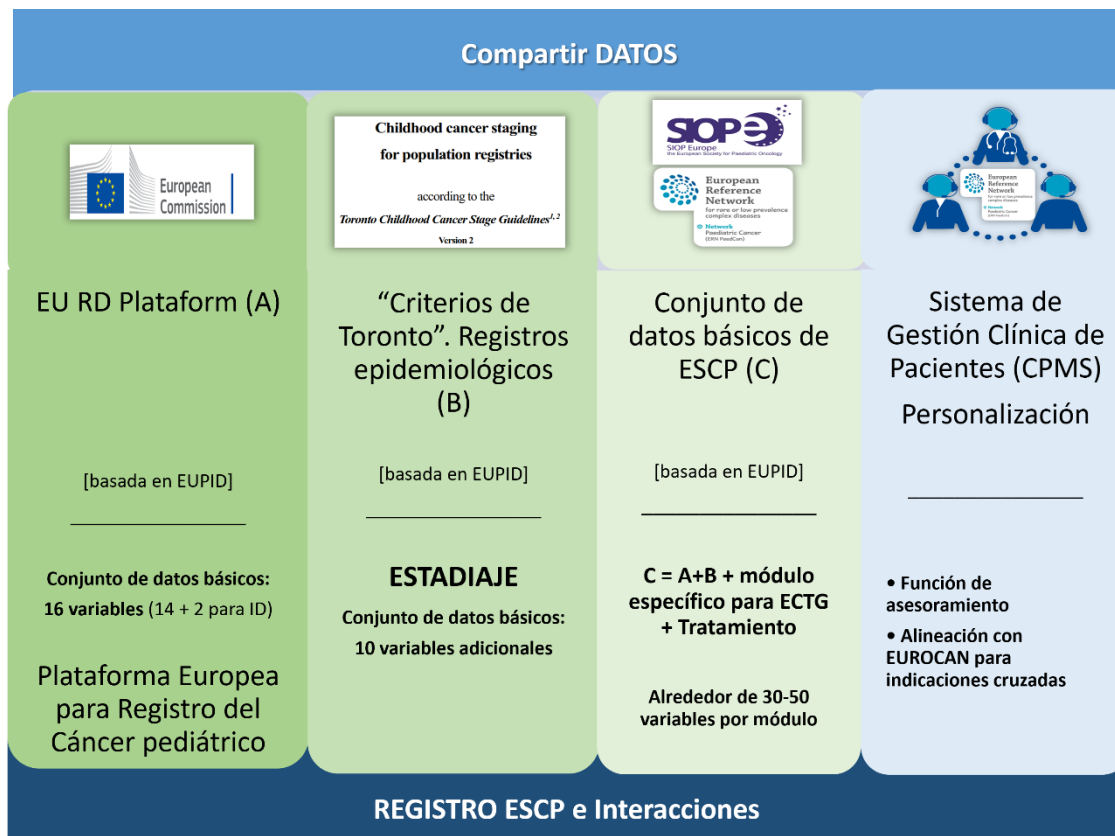 Compartir DATOS
European
Commission
Childhood cancer staging
for population registries
according to the
Toronto Childhood Cancer Stage Guidelines1, 2
Version 2
SIOPe
SIOP Europe
the European Society for Paediatric Oncology
European
Reference
Network
for rare or low prevalence
complex diseases
Network
Paediatric Cancer
(ERN PaedCan)
European
Reference
Network
EU RD Plataform (A)
[basada en EUPID]
Conjunto de datos básicos:
16 variables (14 + 2 para ID)
Plataforma Europea
para Registro del
Cáncer pediátrico
“Criterios de
Toronto”. Registros
epidemiológicos
(B)
[basada en EUPID]
ESTADIAJE
Conjunto de datos básicos:
10 variables adicionales
Conjunto de
datos básicos de
ESCP (C)
[basada en EUPID]
C = A+B + módulo
específico para ECTG
+ Tratamiento
Alrededor de 30-50
variables por módulo
Sistema de
Gestión Clínica de
Pacientes (CPMS)
Personalización
• Función de
asesoramiento
• Alineación con
EUROCAN para
indicaciones cruzadas
REGISTRO ESCP e Interacciones